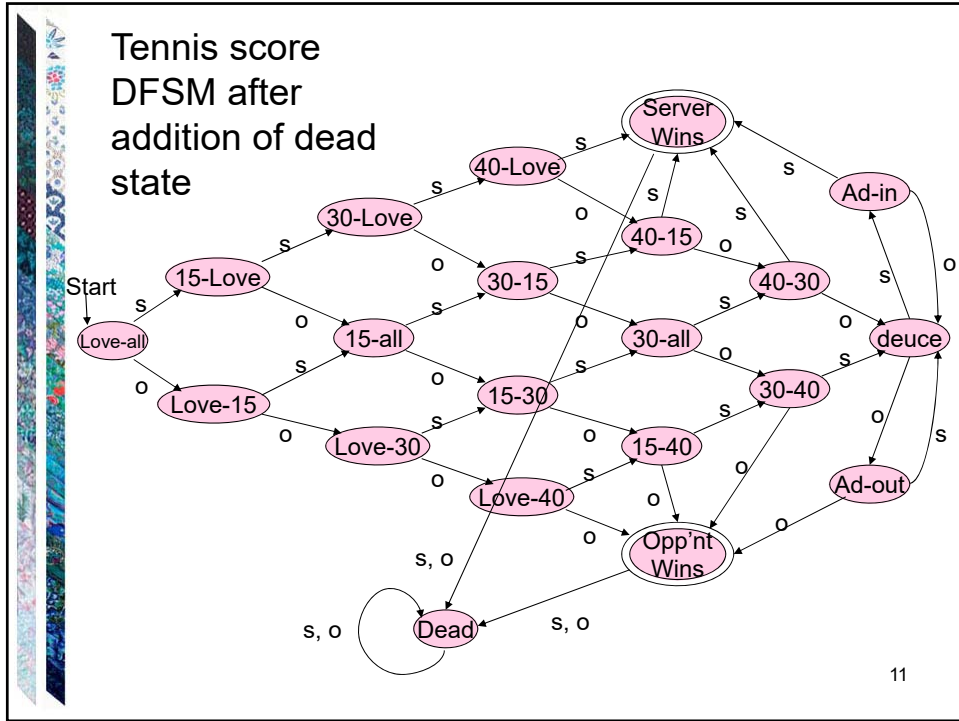 Tennis score
DFSM after
addition of dead
state
Server
Wins
s
40-Love
s
s
s
Ad-in
30-Love
o
40-15
s
s
s
o
o
15-Love
o
30-15
40-30
s
Start
s
s
s
o
Love-all
15-all
o
30-all
o
deuce
o
s
o
s
o
s
30-40
Love-15
15-30
o
s
s
o
s
Love-30
o
15-40
o
o
s
Ad-out
Love-40
o
o
o
Opp'nt
Wins
s, o
s, o
Dead
s, o
11